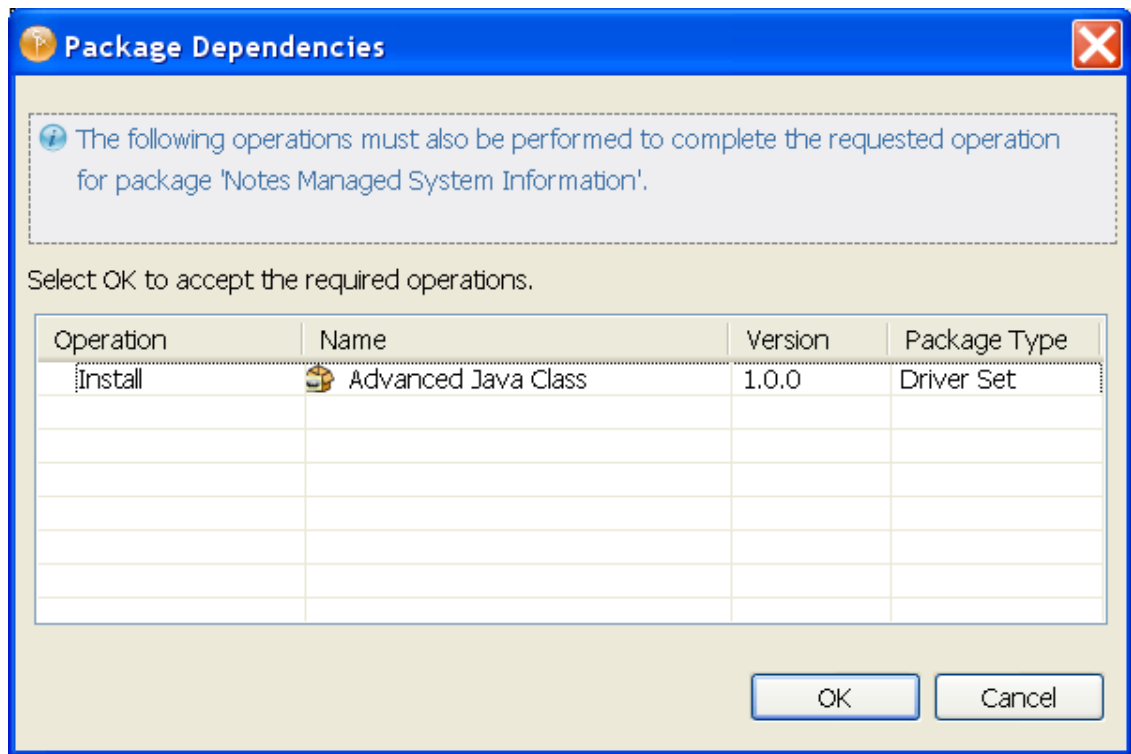 Package Dependencies
The following operations must also be performed to complete the requested operation
for package 'Notes Managed System Information'.
Select OK to accept the required operations.
Operation Name Version Package Type
Install Advanced Java Class 1.0.0 Driver Set
OK Cancel